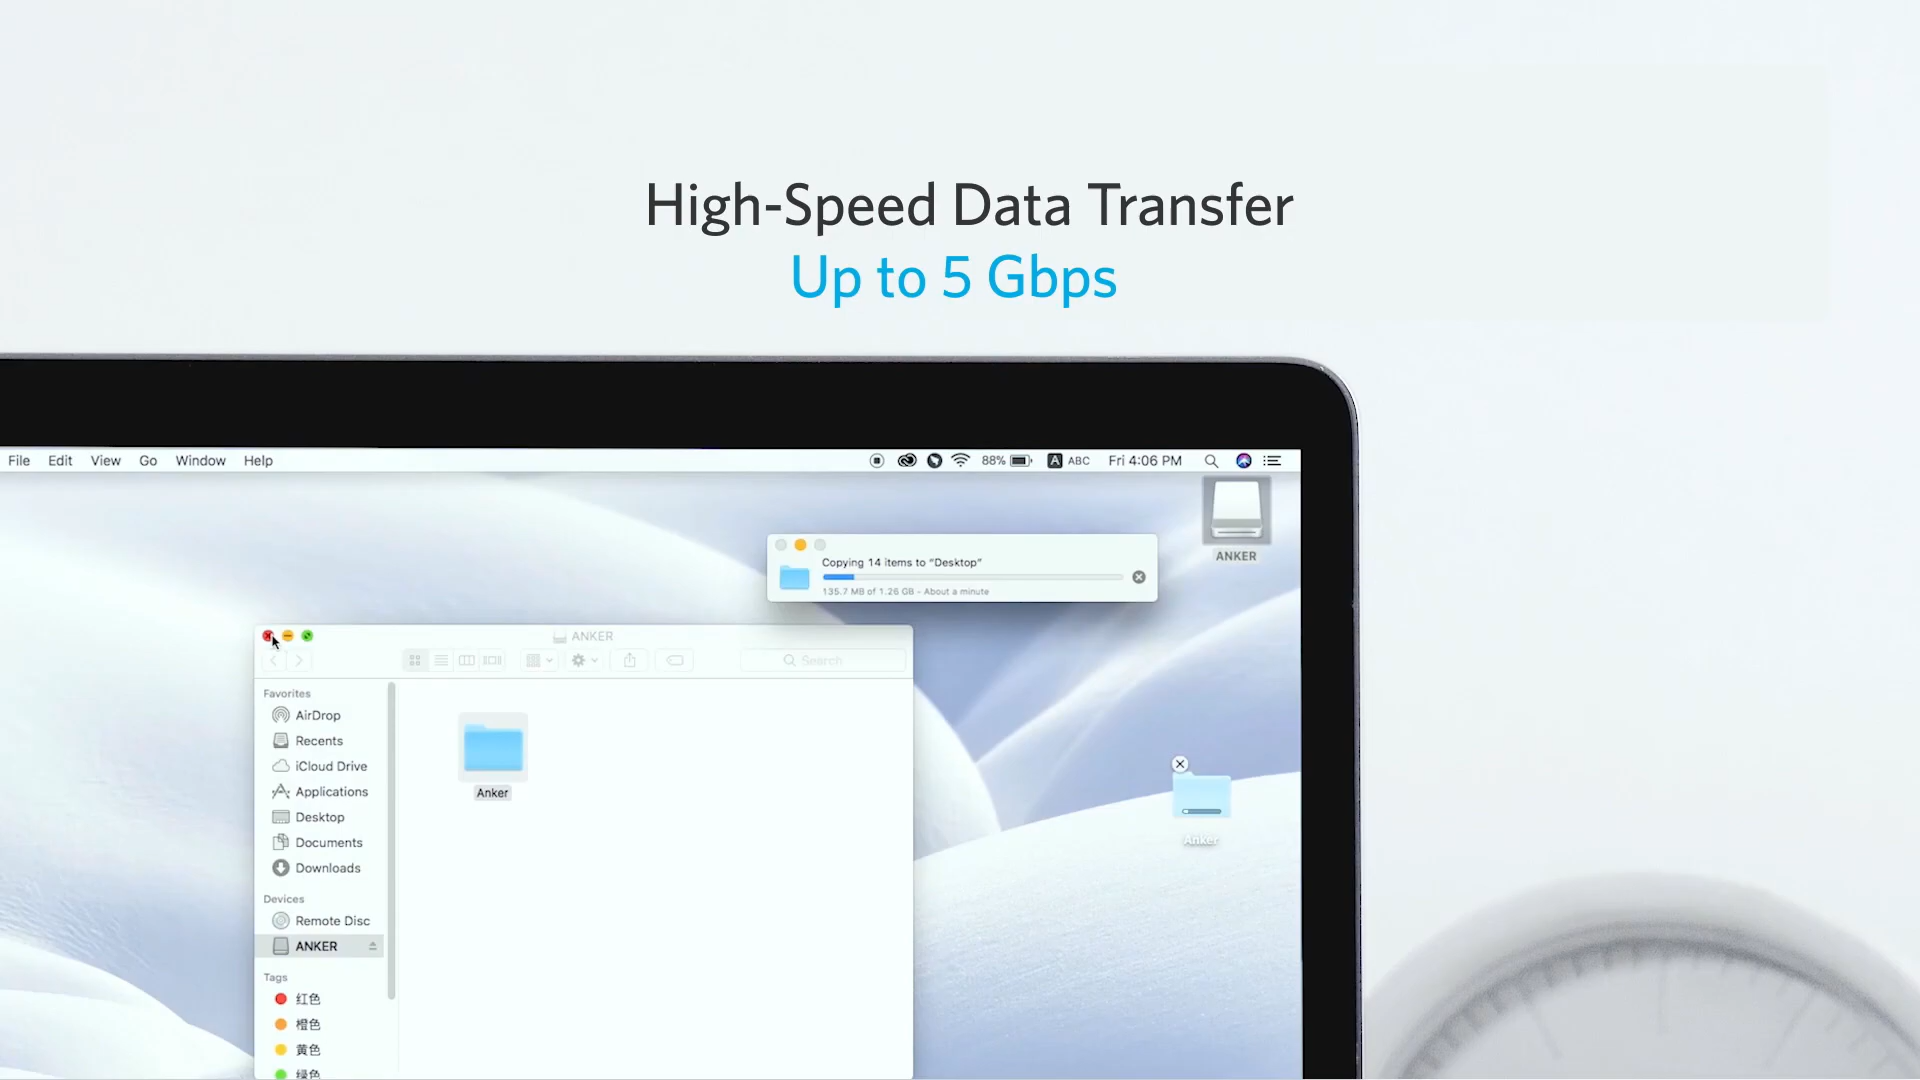 High-Speed Data Transfer
Up to 5 Gbps
File Edit View Go Window Help
88% A ABC Fri 4:06 PM
ANKER
Copying 14 items to “Desktop”
135.7 MB of 1.26 GB - About a minute
ANKER
Search
Favorites
AirDrop
Recents
iCloud Drive
Applications
Desktop
Documents
Downloads
Anker
Anker
Devices
Remote Disc
ANKER
Tags
红色
橙色
黄色
绿色